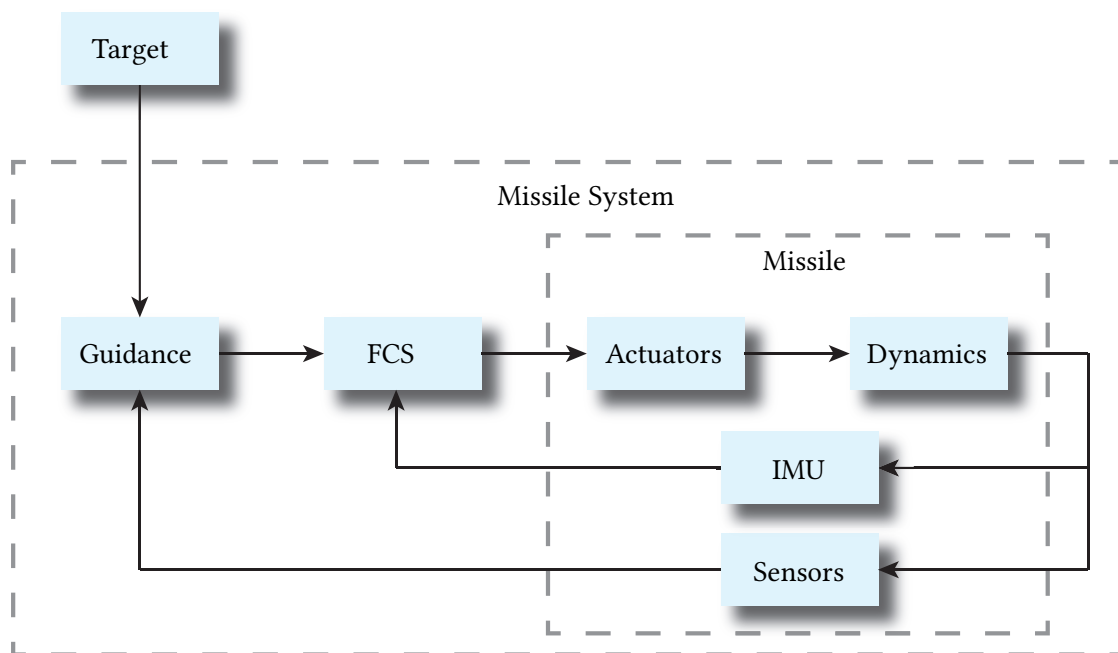 Target
Missile System
Missile
Guidance
FCS
Actuators
Dynamics
IMU
Sensors